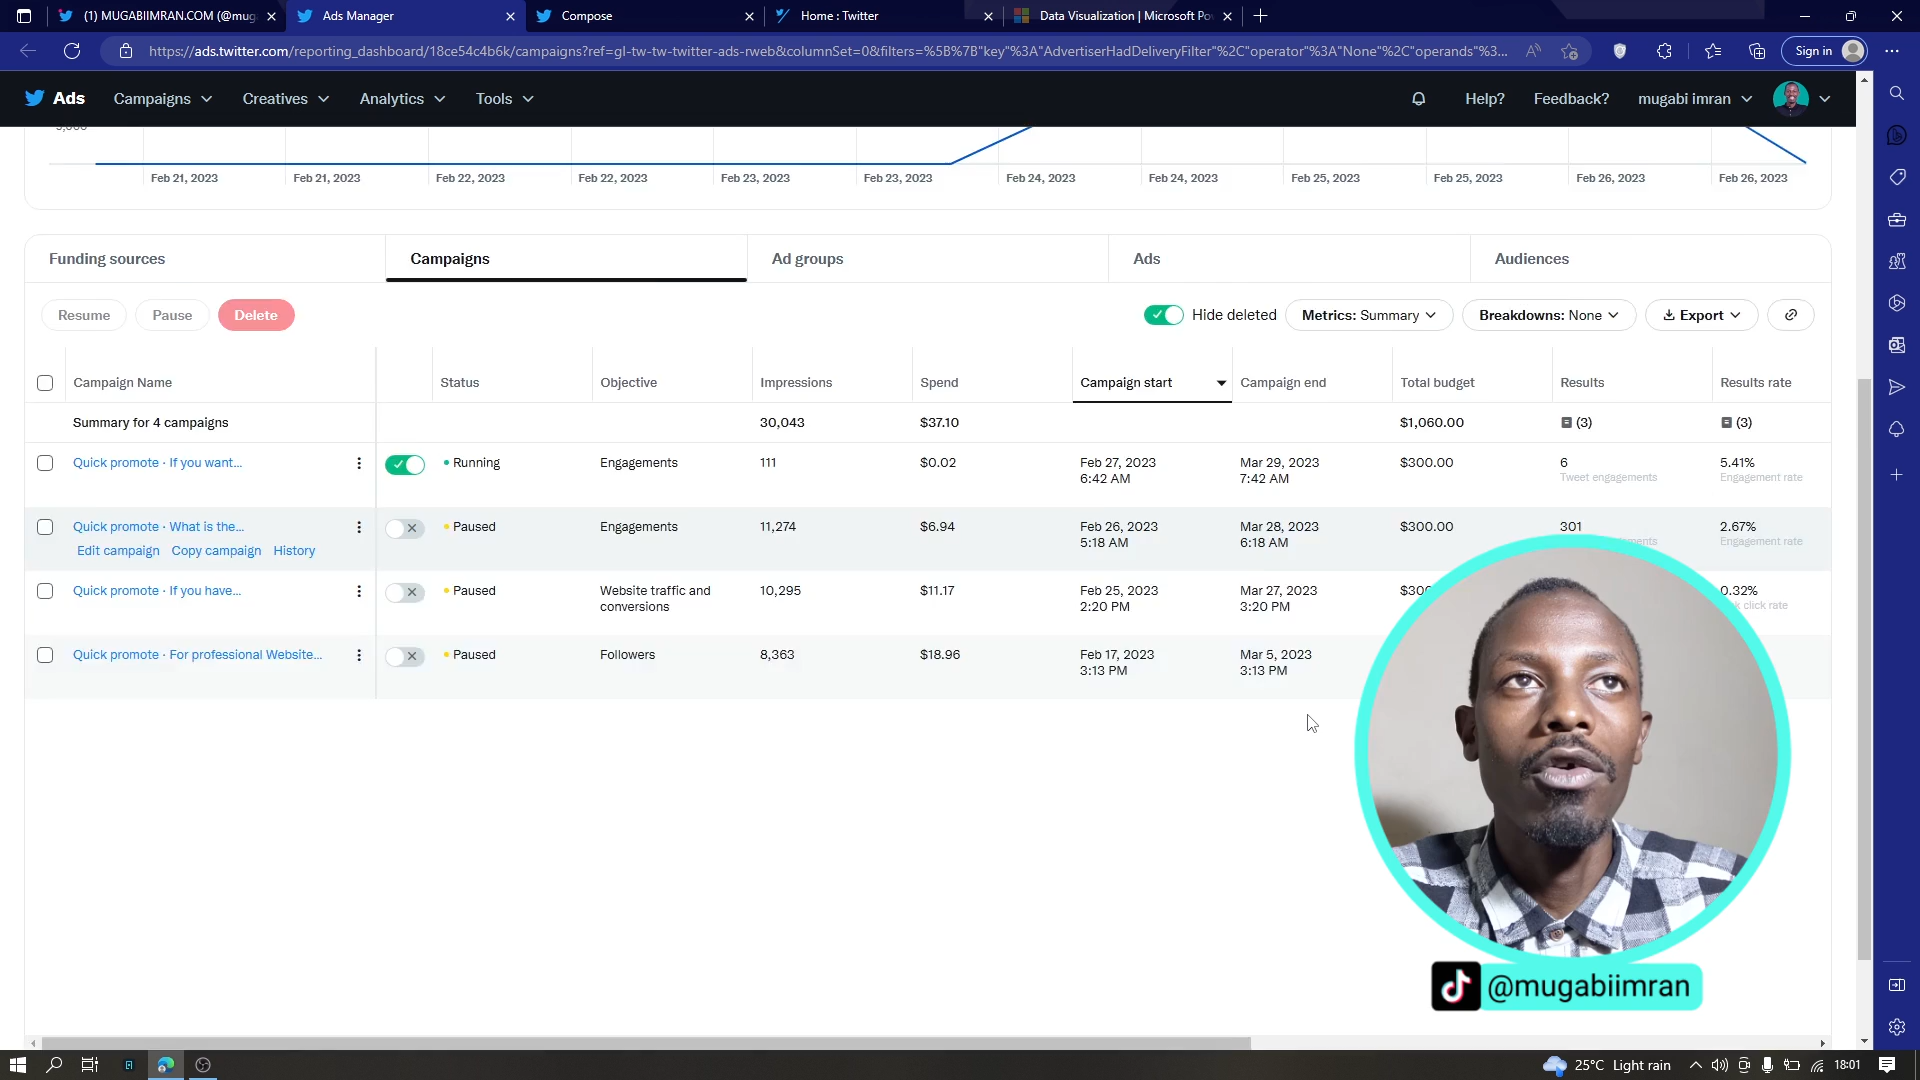 (1) MUGABIIMRAN.COM (@mug
Ads Manager
Compose
Home : Twitter
Data Visualization | Microsoft Po
https://ads.twitter.com/reporting_dashboard/18ce54c4b6k/campaigns?ref=gl-tw-tw-twitter-ads-rweb&columnSet=0&filters=%5B%7B"key"%3A"AdvertiserHadDeliveryFilter"%2C"operator"%3A"None"%2C"operands"%3...
Sign in
Ads
Campaigns
Creatives
Analytics
Tools
Help?
Feedback?
mugabi imran
Feb 21, 2023
Feb 21, 2023
Feb 22, 2023
Feb 22, 2023
Feb 23, 2023
Feb 23, 2023
Feb 24, 2023
Feb 24, 2023
Feb 25, 2023
Feb 25, 2023
Feb 26, 2023
Feb 26, 2023
Funding sources
Campaigns
Ad groups
Ads
Audiences
Resume
Pause
Delete
Hide deleted
Metrics: Summary
Breakdowns: None
Export
Campaign Name
Status
Objective
Impressions
Spend
Campaign start
Campaign end
Total budget
Results
Results rate
Summary for 4 campaigns
30,043
$37.10
$1,060.00
(3)
(3)
Quick promote · If you want...
Running
Engagements
111
$0.02
Feb 27, 2023
6:42 AM
Mar 29, 2023
7:42 AM
$300.00
6
Tweet engagements
5.41%
Engagement rate
Quick promote · What is the...
Edit campaign Copy campaign History
Paused
Engagements
11,274
$6.94
Feb 26, 2023
5:18 AM
Mar 28, 2023
6:18 AM
$300.00
301
2.67%
Engagement rate
Quick promote · If you have...
Paused
Website traffic and
conversions
10,295
$11.17
Feb 25, 2023
2:20 PM
Mar 27, 2023
3:20 PM
0.32%
click rate
Quick promote · For professional Website...
Paused
Followers
8,363
$18.96
Feb 17, 2023
3:13 PM
Mar 5, 2023
3:13 PM
@mugabiimran
25°C Light rain
18:01